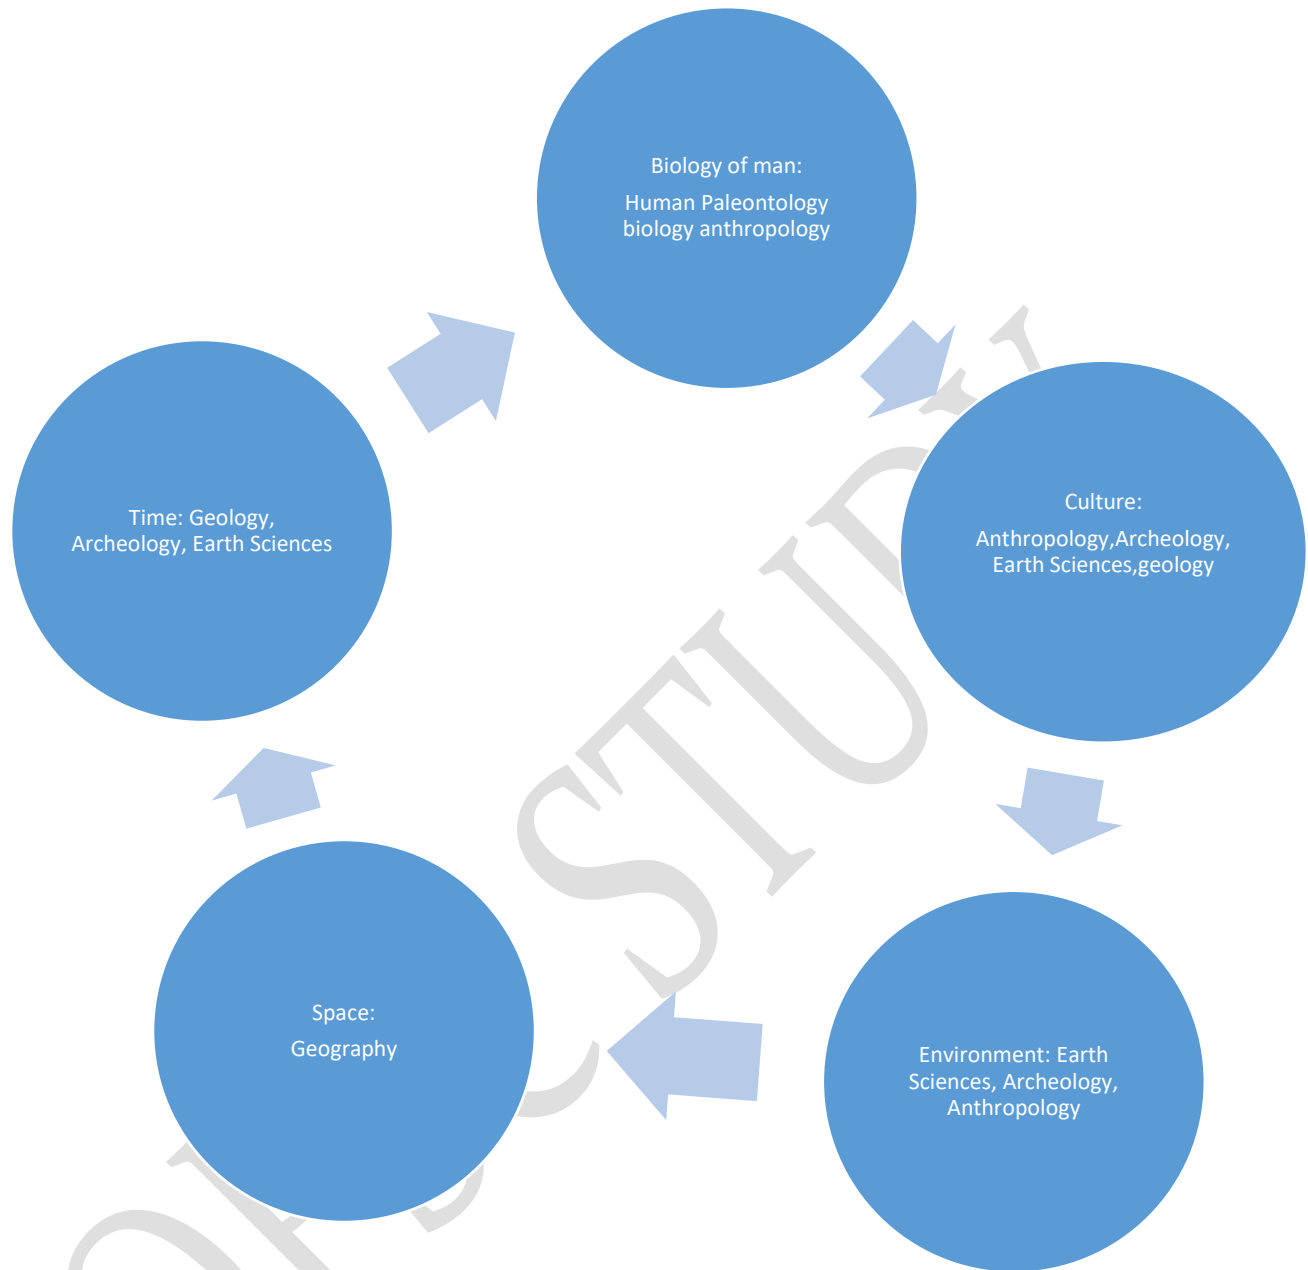 Biology of man:
Human Paleontology
biology anthropology
Culture:
Anthropology,Archeology,
Earth Sciences,geology
Environment: Earth
Sciences, Archeology,
Anthropology
Space:
Geography
Time: Geology,
Archeology, Earth Sciences